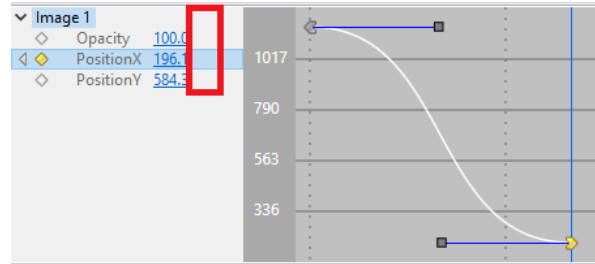 Image 1
Opacity 100.0
PositionX 196.1
PositionY 584.3
1017
790
563
336